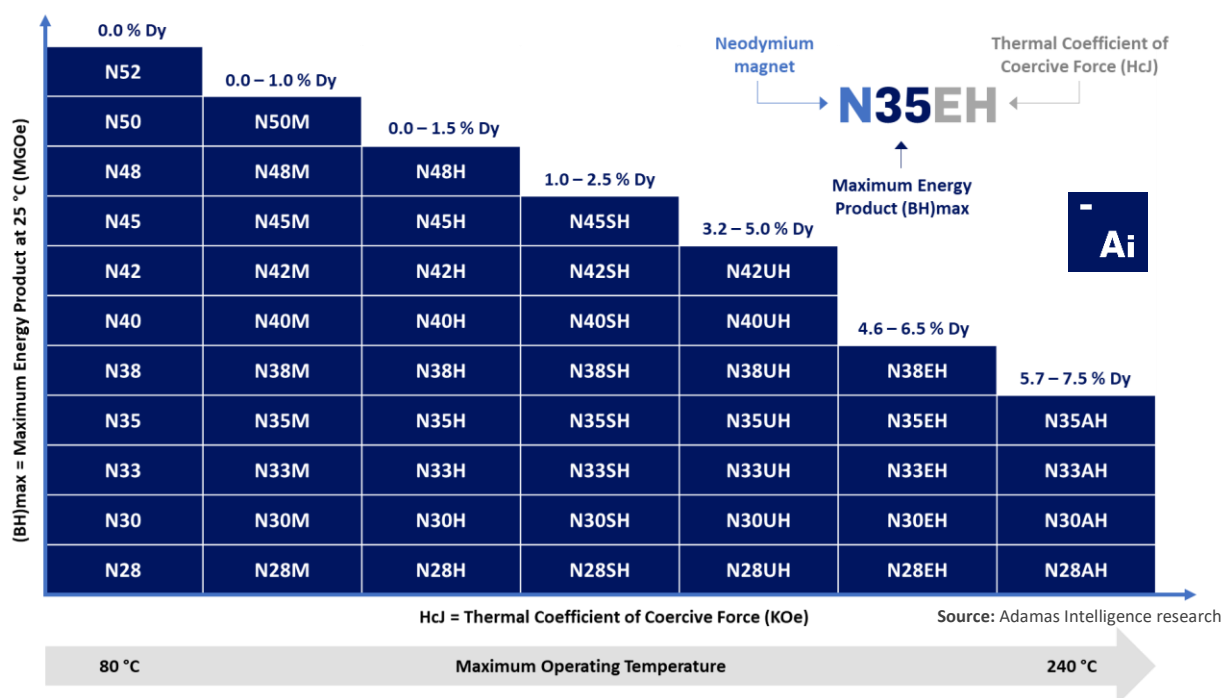 0.0 % Dy
Neodymium
magnet
Thermal Coefficient of
Coercive Force (HcJ)
N52
0.0 – 1.0 % Dy
N35EH
N50 N50M
0.0 – 1.5 % Dy
N48 N48M N48H
1.0 – 2.5 % Dy
Maximum Energy
Product (BH)max
N45 N45M N45H N45SH
3.2 – 5.0 % Dy
- Ai
N42 N42M N42H N42SH N42UH
N40 N40M N40H N40SH N40UH
4.6 – 6.5 % Dy
N38 N38M N38H N38SH N38UH N38EH
5.7 – 7.5 % Dy
N35 N35M N35H N35SH N35UH N35EH N35AH
N33 N33M N33H N33SH N33UH N33EH N33AH
N30 N30M N30H N30SH N30UH N30EH N30AH
N28 N28M N28H N28SH N28UH N28EH N28AH
(BH)max = Maximum Energy Product at 25 °C (MGOe)
HcJ = Thermal Coefficient of Coercive Force (KOe)
Source: Adamas Intelligence research
80 °C Maximum Operating Temperature 240 °C